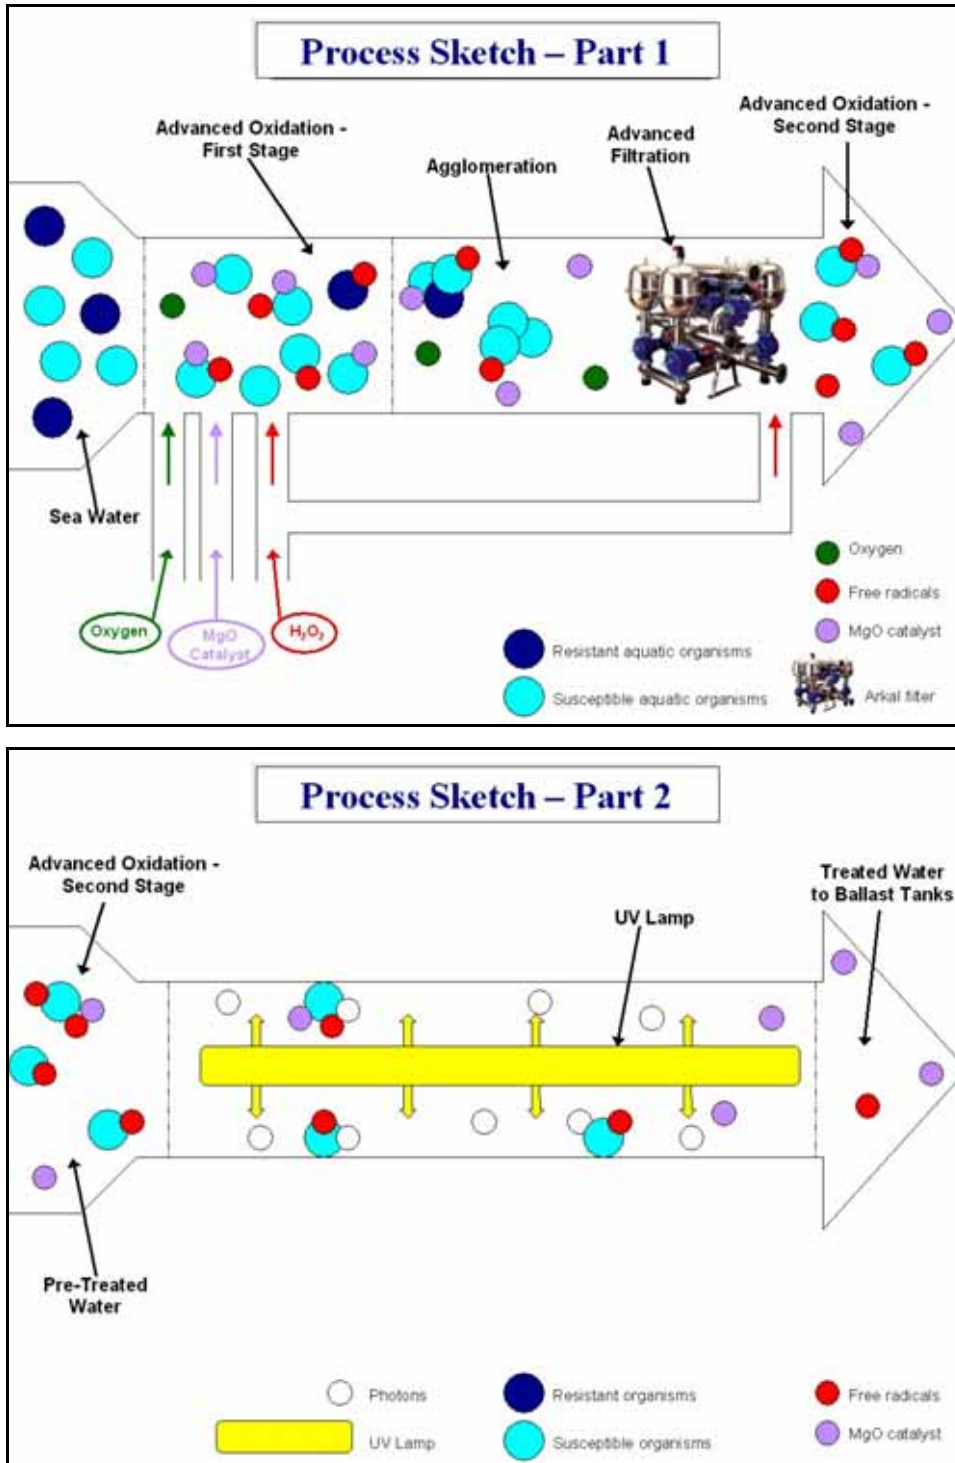 Process Sketch – Part 1
Advanced Oxidation -
First Stage
Agglomeration
Advanced
Filtration
Advanced Oxidation -
Second Stage
Sea Water
Oxygen
MgO
Catalyst
H₂O₂
Resistant aquatic organisms
Susceptible aquatic organisms
Oxygen
Free radicals
MgO catalyst
Arkal filter
Process Sketch – Part 2
Advanced Oxidation -
Second Stage
UV Lamp
Treated Water
to Ballast Tanks
Pre-Treated
Water
Photons
UV Lamp
Resistant organisms
Susceptible organisms
Free radicals
MgO catalyst